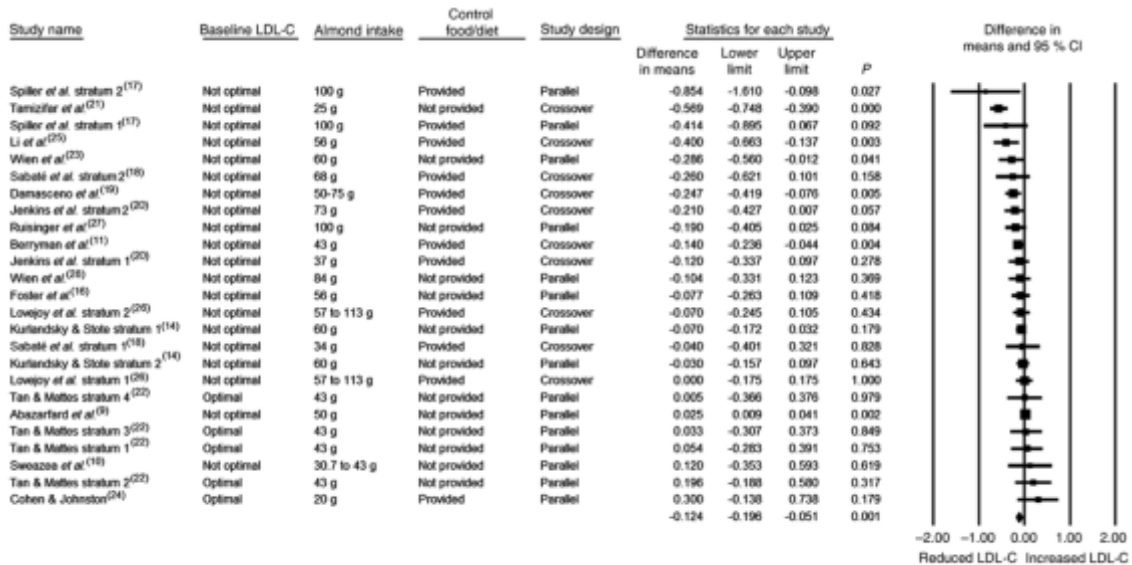 Control Difference in
Study name Baseline LDL-C Almond intake food/diet Study design Statistics for each study means and 95 % CI
Difference Lower Upper
in means limit limit P
Spiller et al. stratum 2(17) Not optimal 100 g Provided Parallel −0.854 −1.610 −0.098 0.027
Tamizifar et al.(21) Not optimal 25 g Not provided Crossover −0.569 −0.748 −0.390 0.000
Spiller et al. stratum 1(17) Not optimal 100 g Provided Parallel −0.414 −0.895 0.067 0.092
Li et al.(25) Not optimal 56 g Provided Crossover −0.400 −0.663 −0.137 0.003
Wien et al.(23) Not optimal 60 g Not provided Parallel −0.286 −0.560 −0.012 0.041
Sabaté et al. stratum 2(18) Not optimal 68 g Provided Crossover −0.260 −0.621 0.101 0.158
Damasceno et al.(19) Not optimal 50-75 g Provided Crossover −0.247 −0.419 −0.076 0.005
Jenkins et al. stratum 2(20) Not optimal 73 g Provided Crossover −0.210 −0.427 0.007 0.057
Ruisinger et al.(27) Not optimal 100 g Not provided Parallel −0.190 −0.405 0.025 0.084
Berryman et al.(11) Not optimal 43 g Provided Crossover −0.140 −0.236 −0.044 0.004
Jenkins et al. stratum 1(20) Not optimal 37 g Provided Crossover −0.120 −0.337 0.097 0.278
Wien et al.(28) Not optimal 84 g Not provided Parallel −0.104 −0.331 0.123 0.369
Foster et al.(16) Not optimal 56 g Not provided Parallel −0.077 −0.263 0.109 0.418
Lovejoy et al. stratum 2(26) Not optimal 57 to 113 g Provided Crossover −0.070 −0.245 0.105 0.434
Kurlandsky & Stote stratum 1(14) Not optimal 60 g Not provided Parallel −0.070 −0.172 0.032 0.179
Sabaté et al. stratum 1(18) Not optimal 34 g Provided Crossover −0.040 −0.401 0.321 0.828
Kurlandsky & Stote stratum 2(14) Not optimal 60 g Not provided Parallel −0.030 −0.157 0.097 0.643
Lovejoy et al. stratum 1(26) Not optimal 57 to 113 g Provided Crossover 0.000 −0.175 0.175 1.000
Tan & Mattes stratum 4(22) Optimal 43 g Not provided Parallel 0.005 −0.366 0.376 0.979
Abazarfard et al.(9) Not optimal 50 g Not provided Parallel 0.025 0.009 0.041 0.002
Tan & Mattes stratum 3(22) Optimal 43 g Not provided Parallel 0.033 −0.307 0.373 0.849
Tan & Mattes stratum 1(22) Optimal 43 g Not provided Parallel 0.054 −0.283 0.391 0.753
Sweazea et al.(10) Not optimal 30.7 to 43 g Not provided Parallel 0.120 −0.353 0.593 0.619
Tan & Mattes stratum 2(22) Optimal 43 g Not provided Parallel 0.196 −0.188 0.580 0.317
Cohen & Johnston(24) Optimal 20 g Provided Parallel 0.300 −0.138 0.738 0.179
−0.124 −0.196 −0.051 0.001
−2.00 −1.00 0.00 1.00 2.00
Reduced LDL-C Increased LDL-C